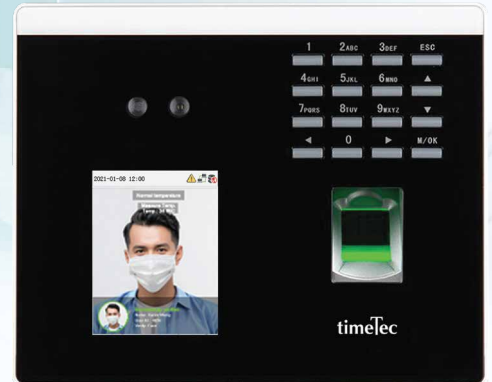 1 2ABC 3DEF ESC
4GHI 5JKL 6MNO ▲
7PQRS 8TUV 9WXYZ ▼
◄ 0 ► M/OK
2021-01-08 12:00
Normal temperature
timeTec